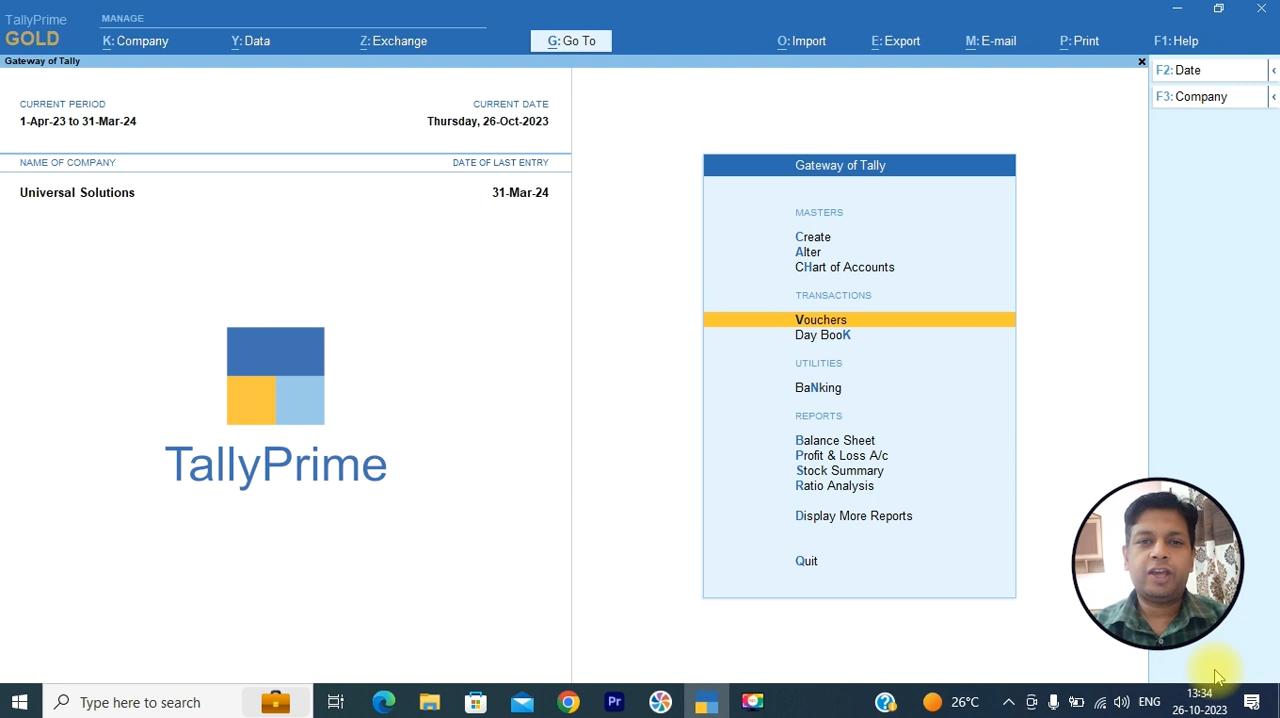 TallyPrime
GOLD
MANAGE
K: Company
Y: Data
Z: Exchange
G: Go To
O: Import
E: Export
M: E-mail
P: Print
F1: Help
Gateway of Tally
F2: Date
F3: Company
CURRENT PERIOD
CURRENT DATE
1-Apr-23 to 31-Mar-24
Thursday, 26-Oct-2023
NAME OF COMPANY
DATE OF LAST ENTRY
Universal Solutions
31-Mar-24
TallyPrime
Gateway of Tally
MASTERS
Create
Alter
CHart of Accounts
TRANSACTIONS
Vouchers
Day BooK
UTILITIES
BaNking
REPORTS
Balance Sheet
Profit & Loss A/c
Stock Summary
Ratio Analysis
Display More Reports
Quit
Type here to search
Pr
26°C
ENG
13:34
26-10-2023